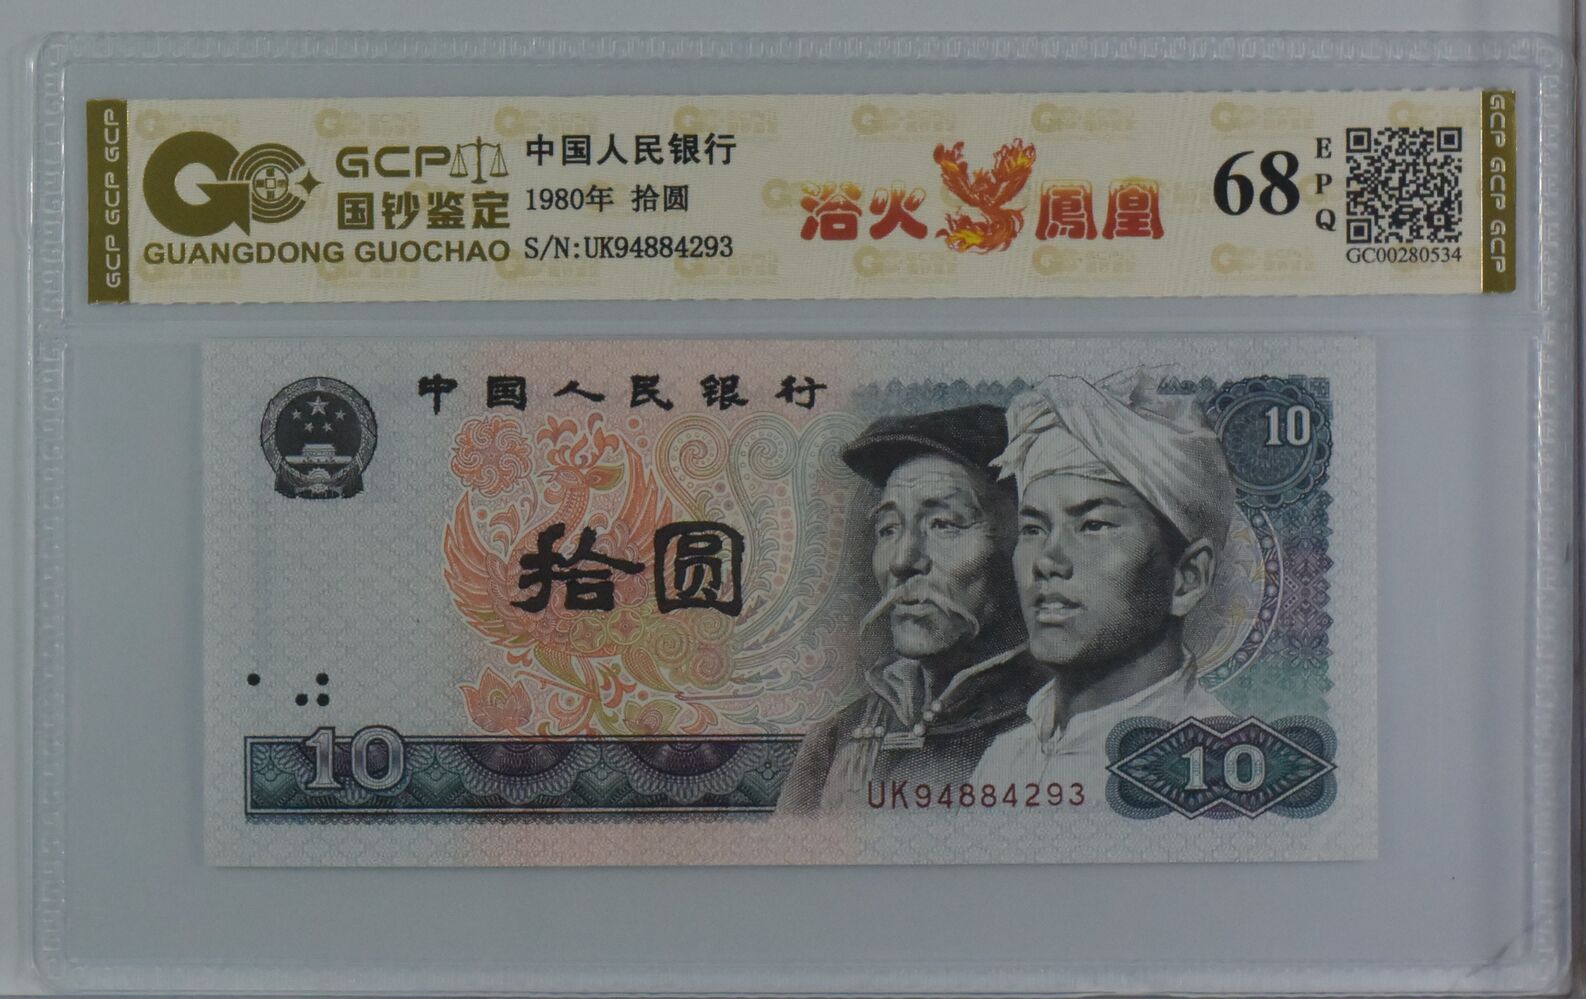 GCP GCP GCP
GCP
国钞鉴定
GUANGDONG GUOCHAO
中国人民银行
1980年 拾圆
S/N:UK94884293
浴火鳳凰
68
EPQ
GC00280534
GCP GCP GCP
中国人民银行
10
拾圆
10
UK94884293
10